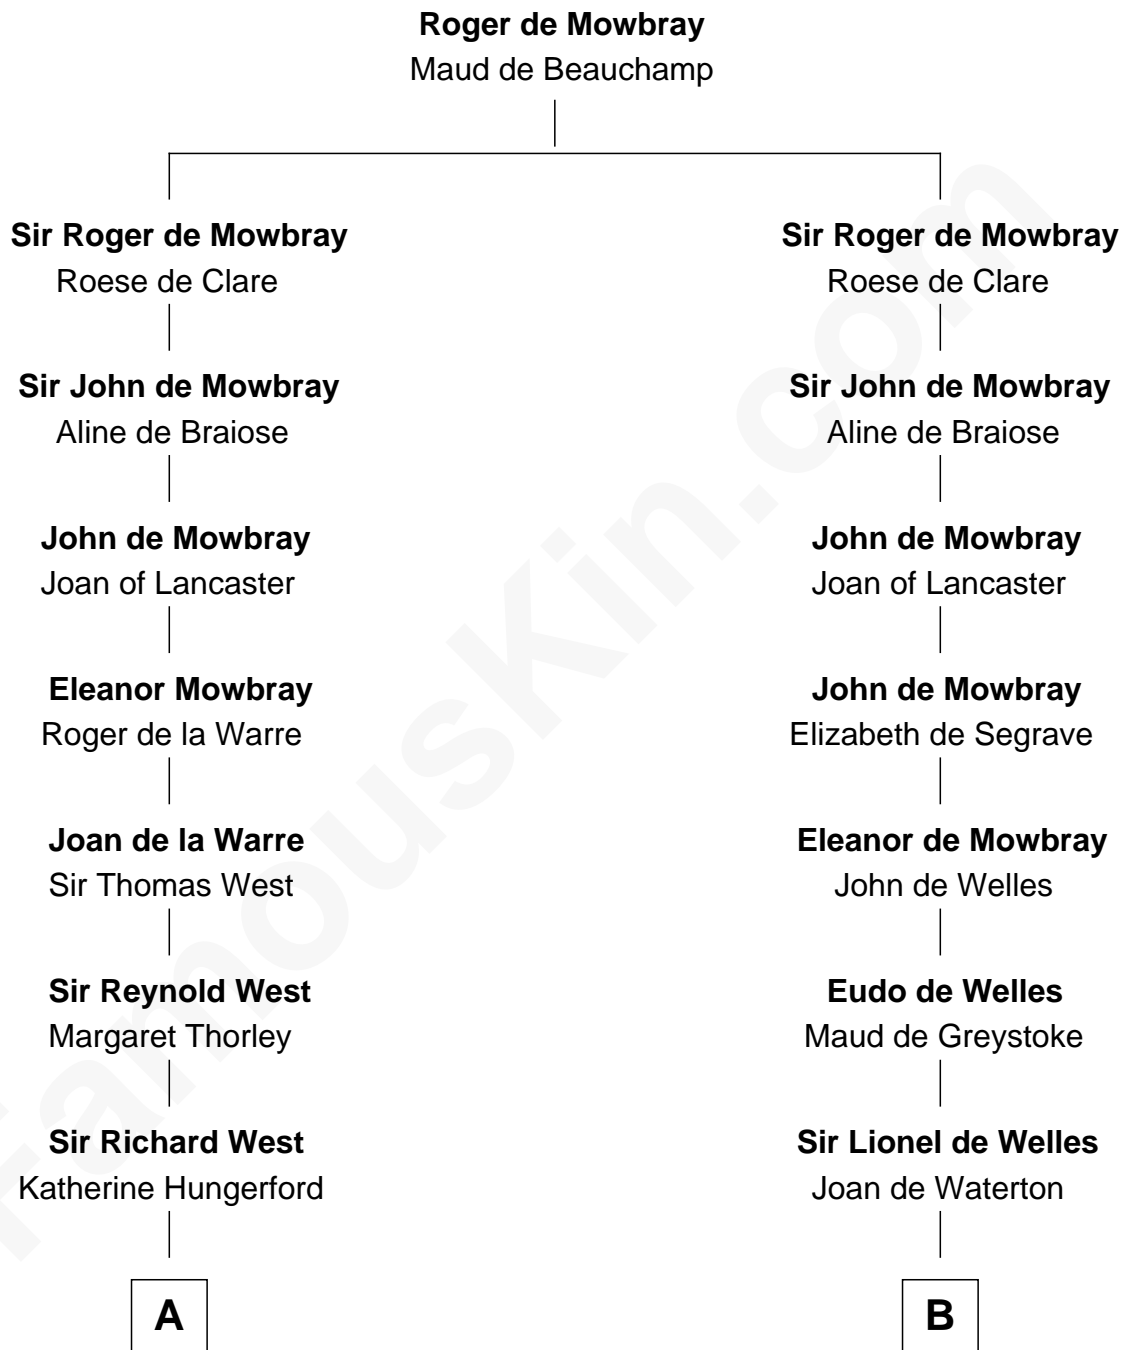 Roger de Mowbray
Maud de Beauchamp
Sir Roger de Mowbray
Roese de Clare
Sir John de Mowbray
Aline de Braiose
John de Mowbray
Joan of Lancaster
Eleanor Mowbray
Roger de la Warre
Joan de la Warre
Sir Thomas West
Sir Reynold West
Margaret Thorley
Sir Richard West
Katherine Hungerford
A
Sir Roger de Mowbray
Roese de Clare
Sir John de Mowbray
Aline de Braiose
John de Mowbray
Joan of Lancaster
John de Mowbray
Elizabeth de Segrave
Eleanor de Mowbray
John de Welles
Eudo de Welles
Maud de Greystoke
Sir Lionel de Welles
Joan de Waterton
B
FamousKin.com